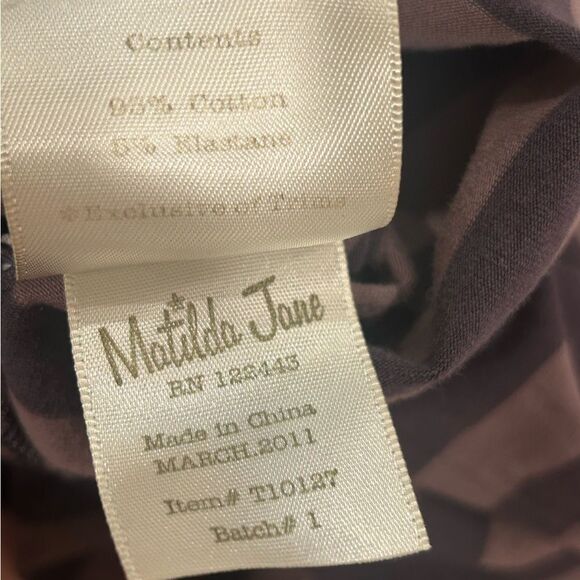 Contents
95% Cotton
5% Elastane
*Exclusive of Trims
Matilda Jane
RN 122443
Made in China
MARCH.2011
Item# T10127
Batch# 1